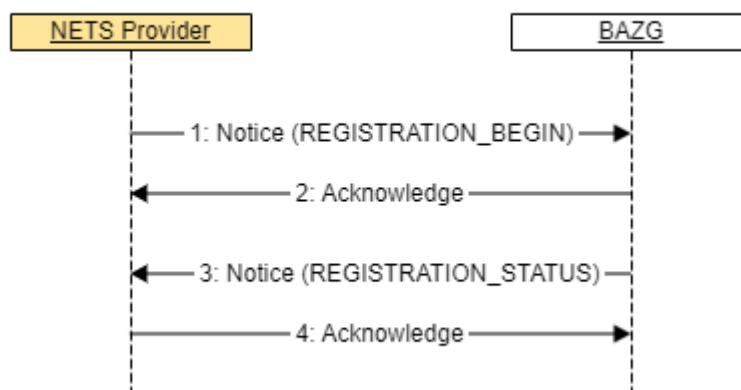 NETS Provider
BAZG
1: Notice (REGISTRATION_BEGIN)
2: Acknowledge
3: Notice (REGISTRATION_STATUS)
4: Acknowledge